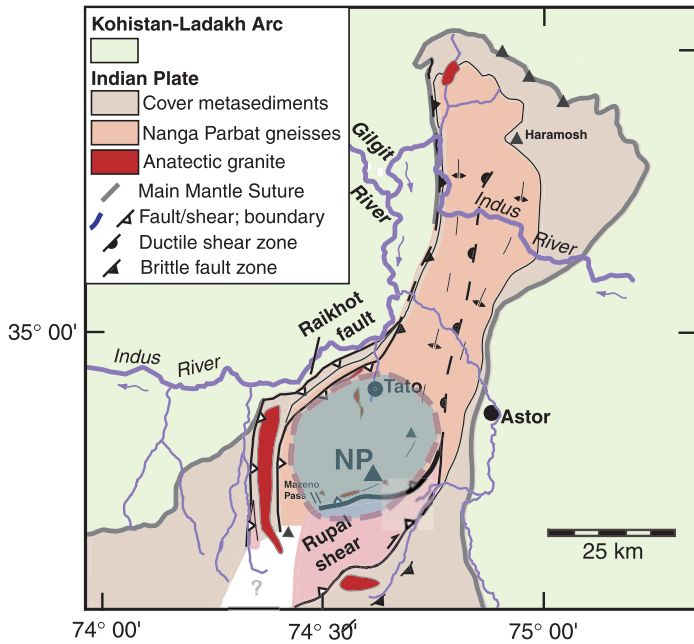 Kohistan-Ladakh Arc
Indian Plate
Cover metasediments
Nanga Parbat gneisses
Anatectic granite
Main Mantle Suture
Fault/shear; boundary
Ductile shear zone
Brittle fault zone
Gilgit
River
Haramosh
Indus
River
35° 00'
Raikhot
fault
Indus
River
Tato
Astor
NP
Mazeno
Pass
Rupal
shear
25 km
?
74° 00'
74° 30'
75° 00'